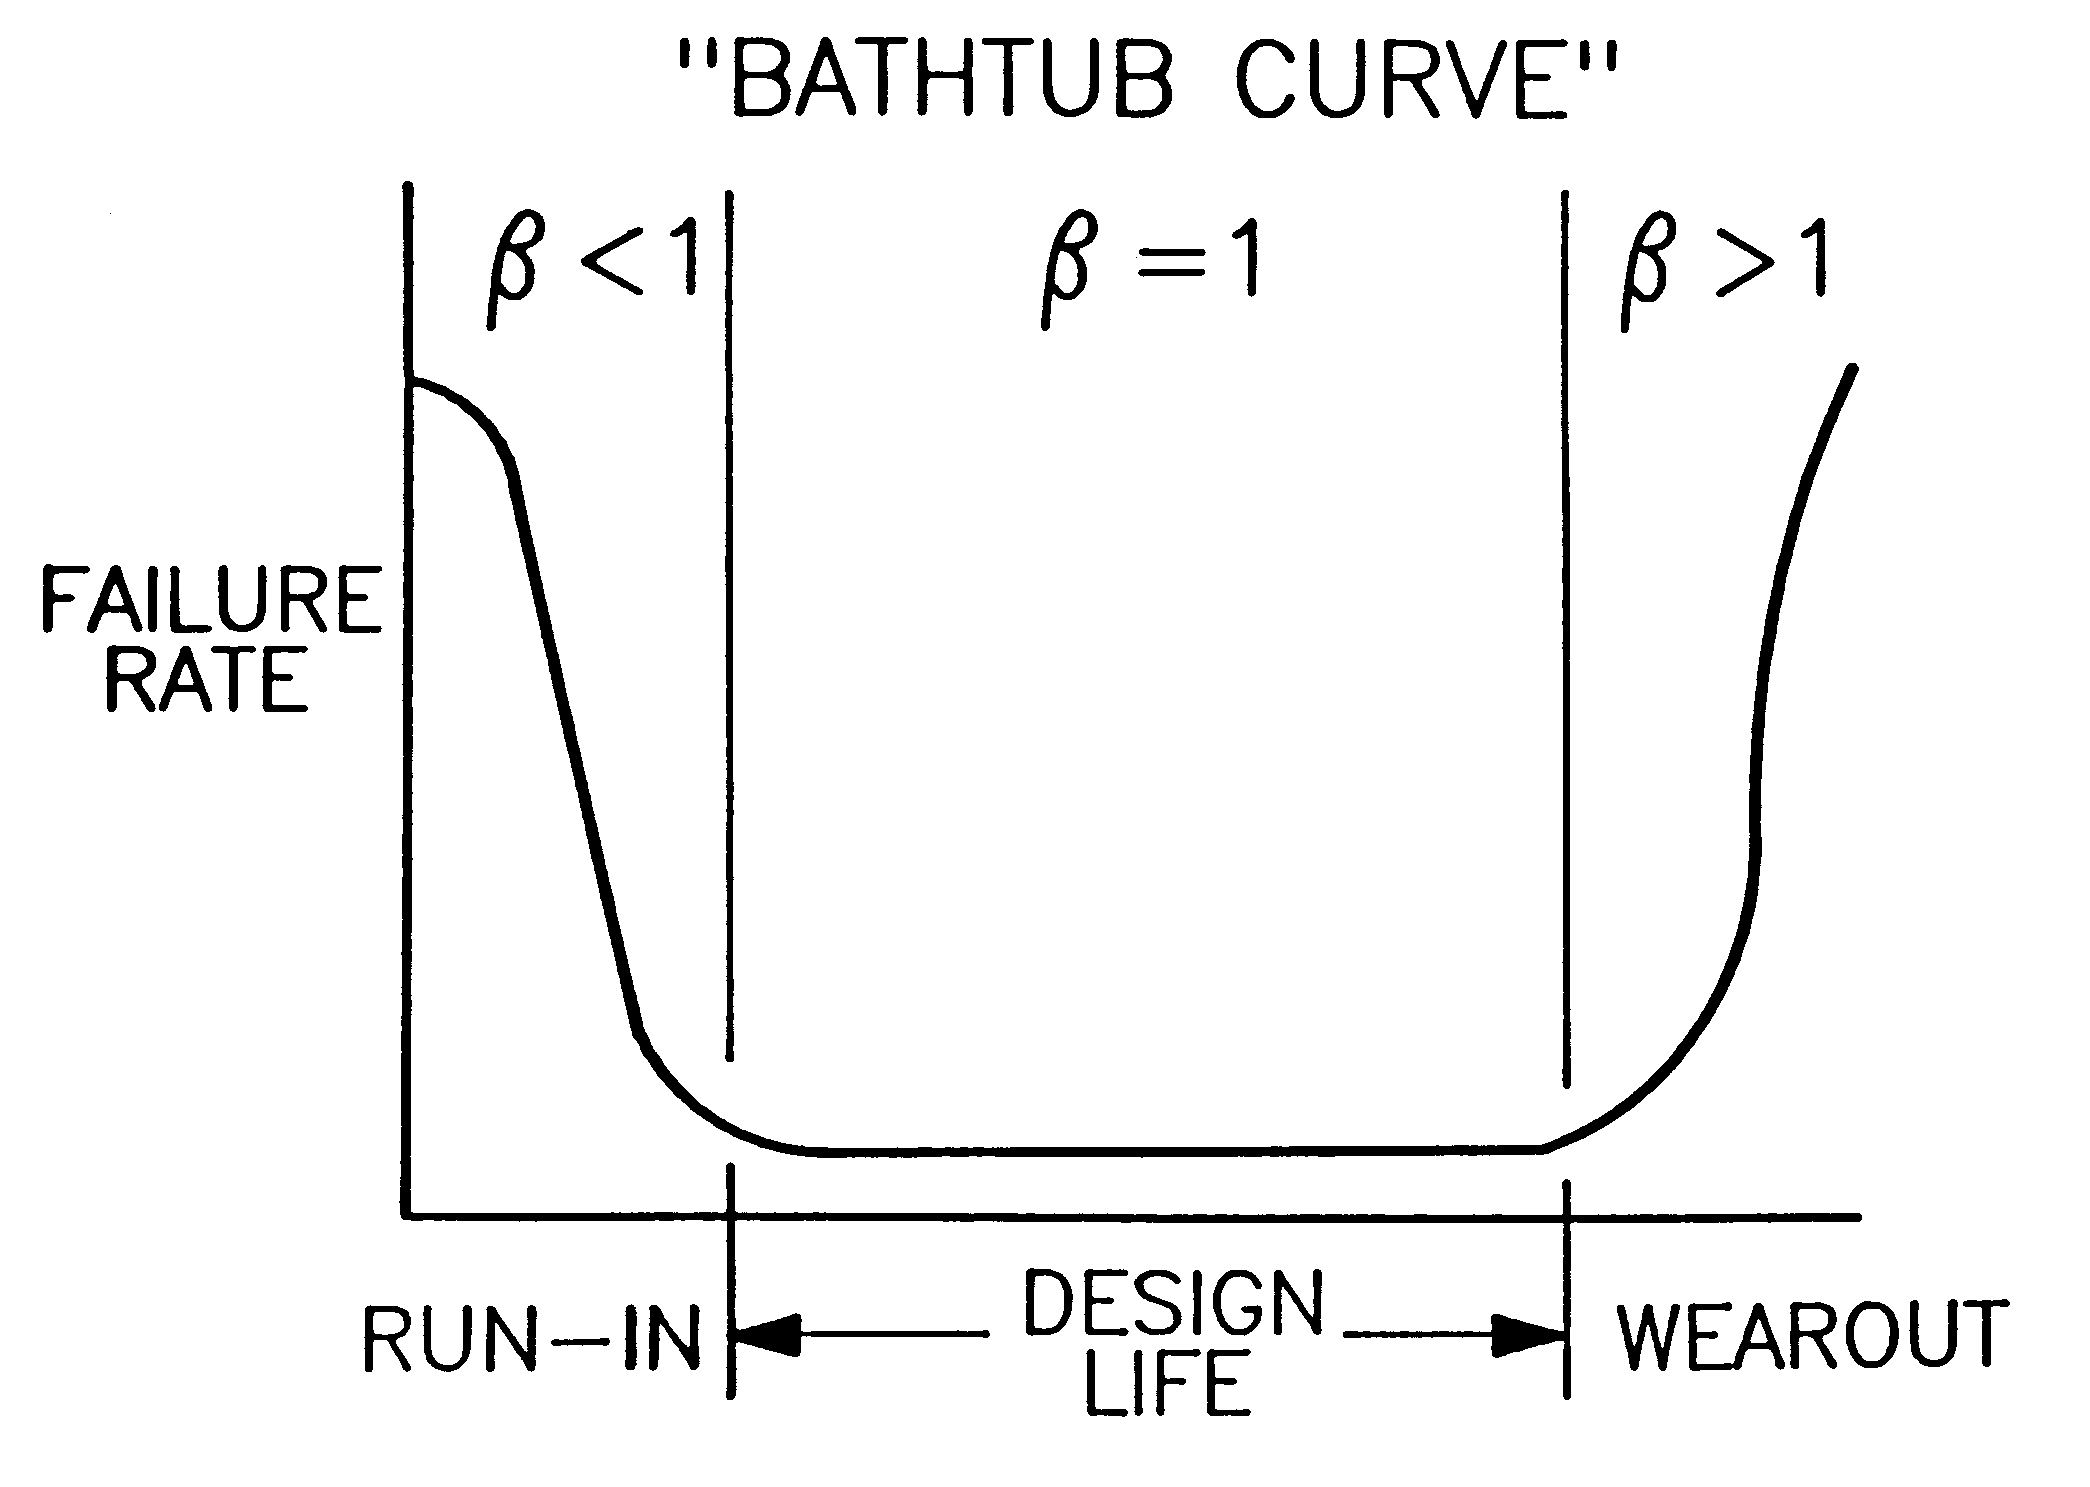 "BATHTUB CURVE"
β < 1
β = 1
β > 1
FAILURE
RATE
RUN-IN
DESIGN
LIFE
WEAROUT